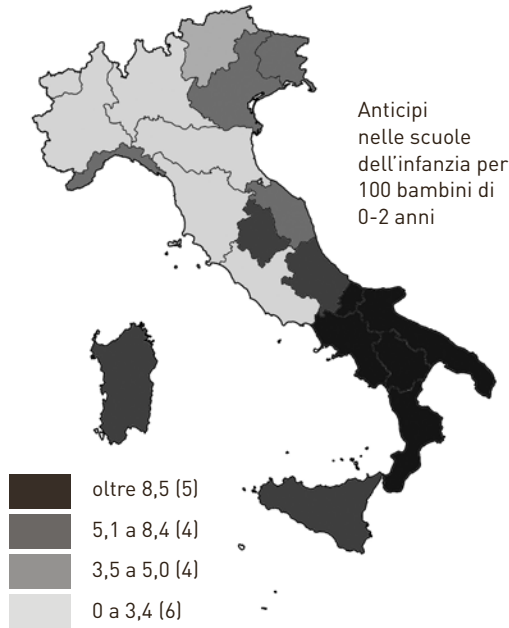 Anticipi
nelle scuole
dell'infanzia per
100 bambini di
0-2 anni
oltre 8,5 (5)
5,1 a 8,4 (4)
3,5 a 5,0 (4)
0 a 3,4 (6)